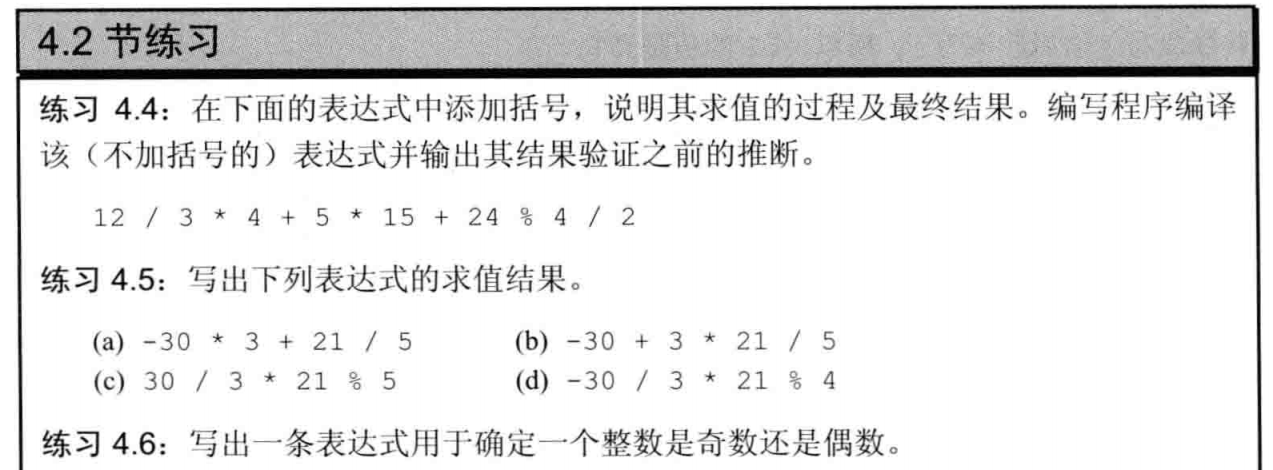 4.2 节练习
练习 4.4：在下面的表达式中添加括号，说明其求值的过程及最终结果。编写程序编译
该（不加括号的）表达式并输出其结果验证之前的推断。
12 / 3 * 4 + 5 * 15 + 24 % 4 / 2
练习 4.5：写出下列表达式的求值结果。
(a) -30 * 3 + 21 / 5 (b) -30 + 3 * 21 / 5
(c) 30 / 3 * 21 % 5 (d) -30 / 3 * 21 % 4
练习 4.6：写出一条表达式用于确定一个整数是奇数还是偶数。